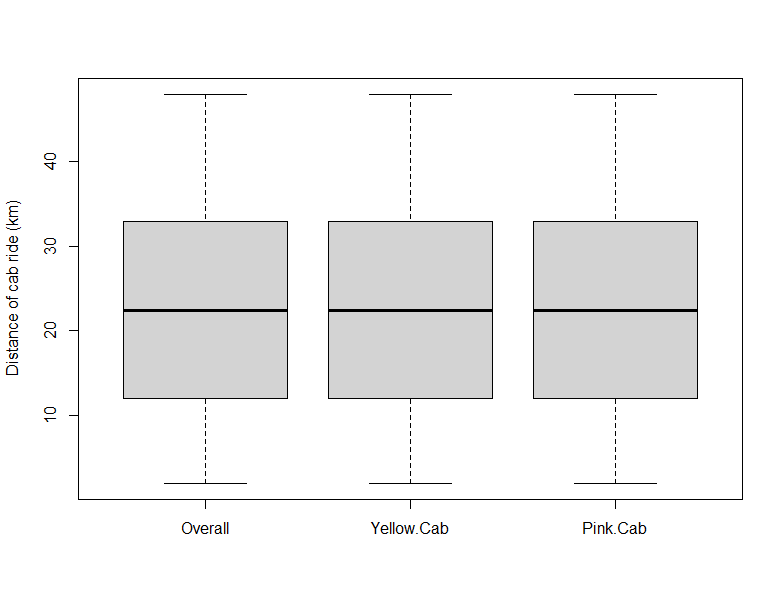 Distance of cab ride (km)
40
30
20
10
Overall
Yellow.Cab
Pink.Cab